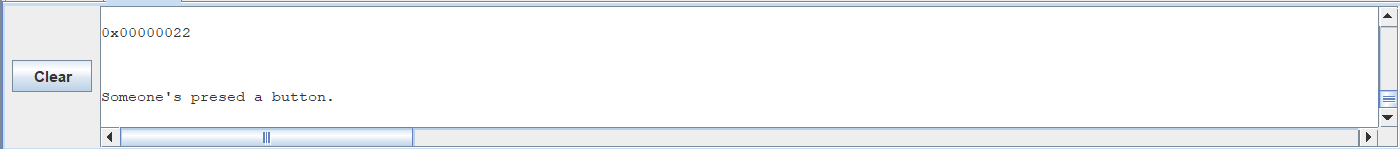 0x00000022
Clear
Someone's presed a button.